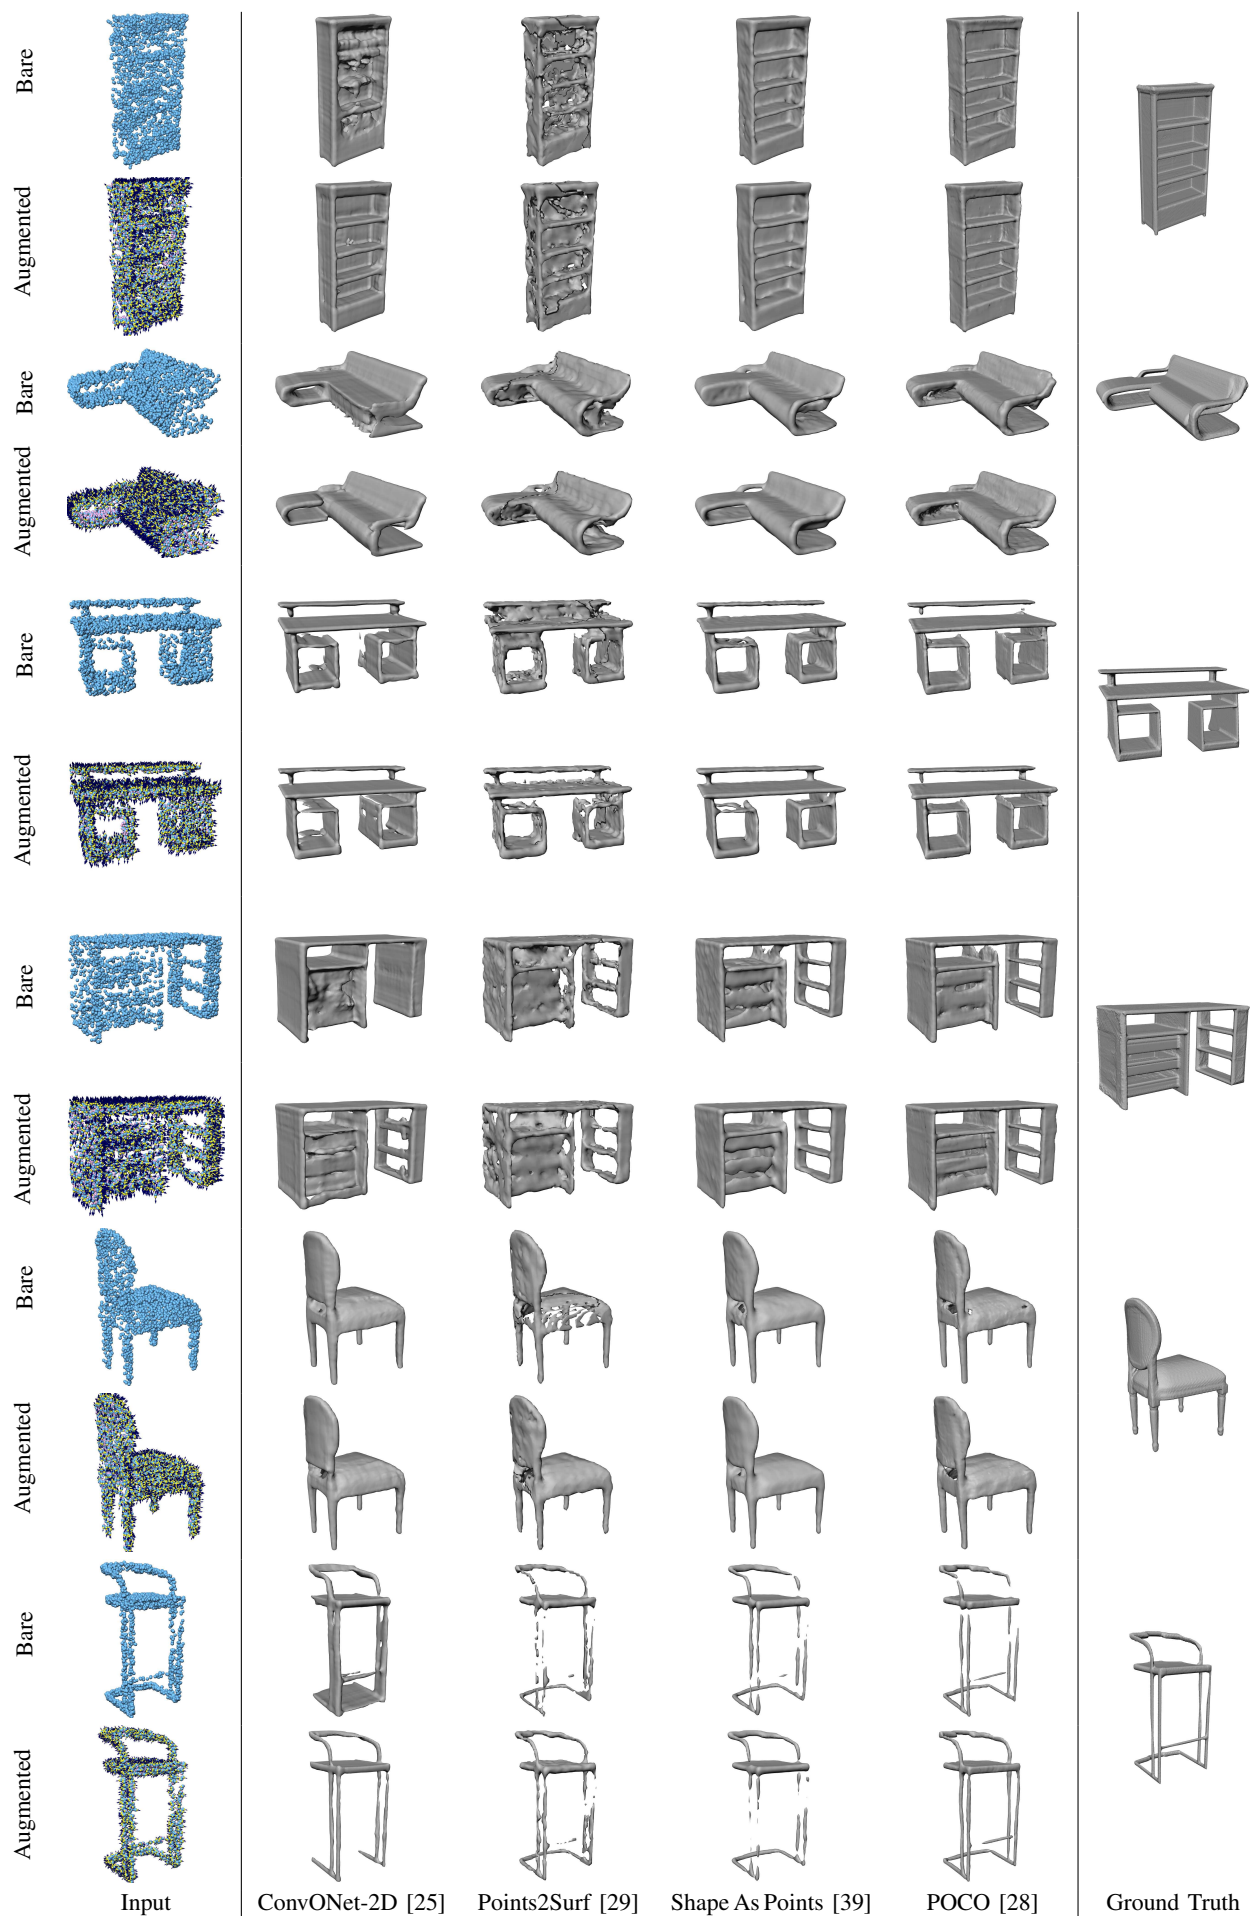 Bare
Augmented
Bare
Augmented
Bare
Augmented
Bare
Augmented
Bare
Augmented
Bare
Augmented
Input ConvONet-2D [25] Points2Surf [29] Shape As Points [39] POCO [28] Ground Truth